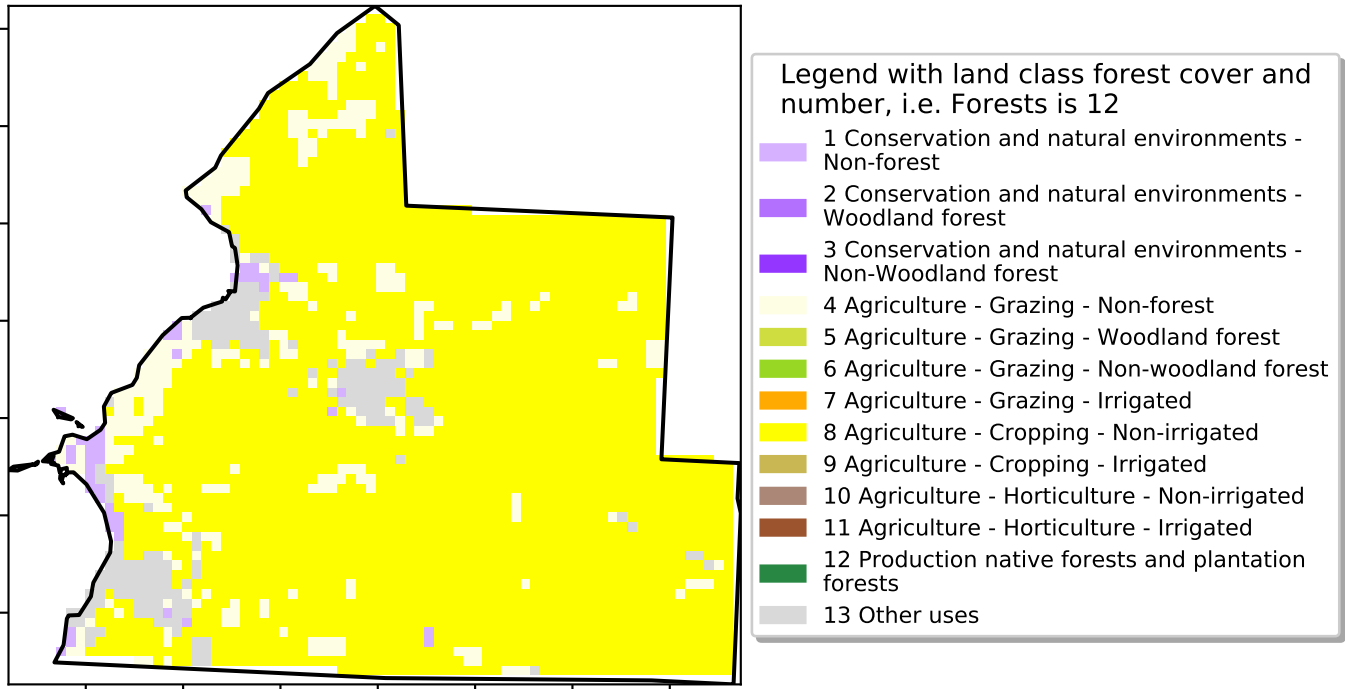 Legend with land class forest cover and
number, i.e. Forests is 12
1 Conservation and natural environments -
Non-forest
2 Conservation and natural environments -
Woodland forest
3 Conservation and natural environments -
Non-Woodland forest
4 Agriculture - Grazing - Non-forest
5 Agriculture - Grazing - Woodland forest
6 Agriculture - Grazing - Non-woodland forest
7 Agriculture - Grazing - Irrigated
8 Agriculture - Cropping - Non-irrigated
9 Agriculture - Cropping - Irrigated
10 Agriculture - Horticulture - Non-irrigated
11 Agriculture - Horticulture - Irrigated
12 Production native forests and plantation
forests
13 Other uses